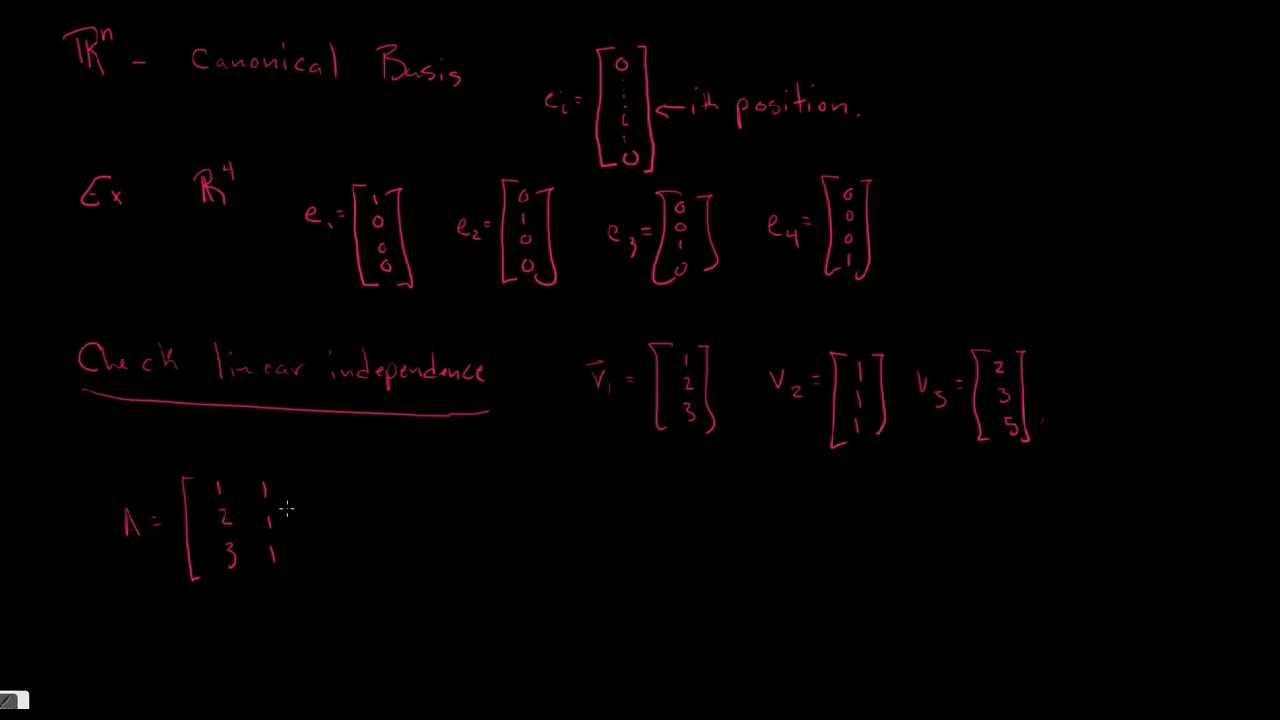 ℝⁿ - Canonical Basis
eᵢ = [0 ⋮ i ⋮ 0] ← ith position.
Ex ℝ⁴ e₁ = [1 0 0 0] e₂ = [0 1 0 0] e₃ = [0 0 1 0] e₄ = [0 0 0 1]
Check linear independence v⃗₁ = [1 2 3] v₂ = [1 1 1] v₃ = [2 3 5]
A = [1 1
2 1
3 1